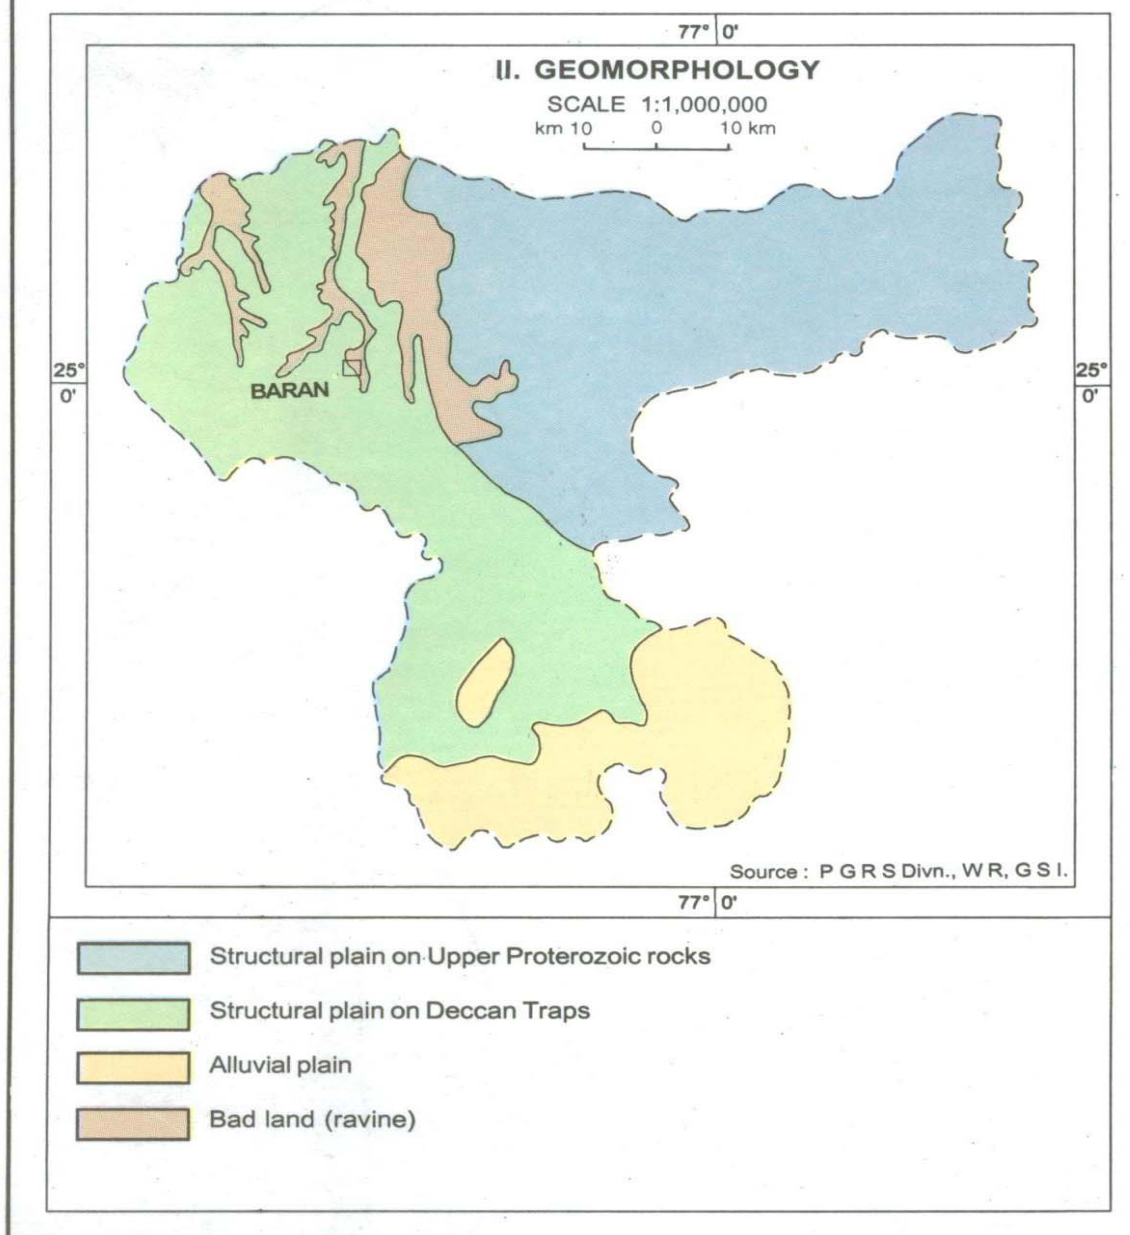 77° 0'
II. GEOMORPHOLOGY
SCALE 1:1,000,000
km 10 0 10 km
25° 0'
25° 0'
BARAN
Source : P G R S Divn., W R, G S I.
77° 0'
Structural plain on Upper Proterozoic rocks
Structural plain on Deccan Traps
Alluvial plain
Bad land (ravine)